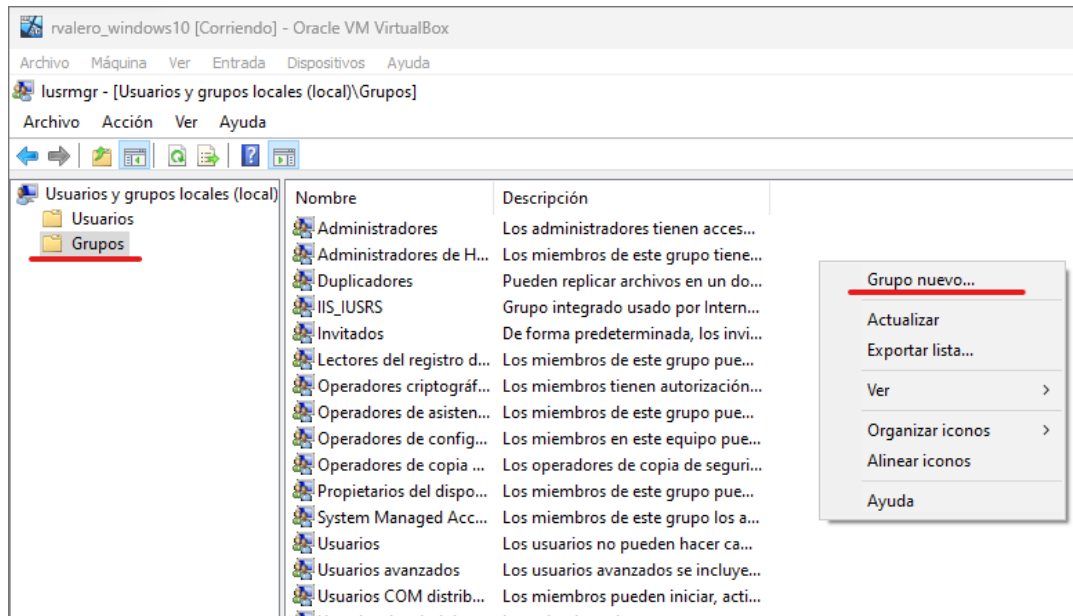 rvalero_windows10 [Corriendo] - Oracle VM VirtualBox
Archivo Máquina Ver Entrada Dispositivos Ayuda
lusrmgr - [Usuarios y grupos locales (local)\Grupos]
Archivo Acción Ver Ayuda
Usuarios y grupos locales (local)
Usuarios
Grupos
Nombre Descripción
Administradores Los administradores tienen acces...
Administradores de H... Los miembros de este grupo tiene...
Duplicadores Pueden replicar archivos en un do...
IIS_IUSRS Grupo integrado usado por Intern...
Invitados De forma predeterminada, los invi...
Lectores del registro d... Los miembros de este grupo pue...
Operadores criptográf... Los miembros tienen autorización...
Operadores de asisten... Los miembros de este grupo pue...
Operadores de config... Los miembros en este equipo pue...
Operadores de copia ... Los operadores de copia de seguri...
Propietarios del dispo... Los miembros de este grupo pue...
System Managed Acc... Los miembros de este grupo los a...
Usuarios Los usuarios no pueden hacer ca...
Usuarios avanzados Los usuarios avanzados se incluye...
Usuarios COM distrib... Los miembros pueden iniciar, acti...
Grupo nuevo...
Actualizar
Exportar lista...
Ver
Organizar iconos
Alinear iconos
Ayuda